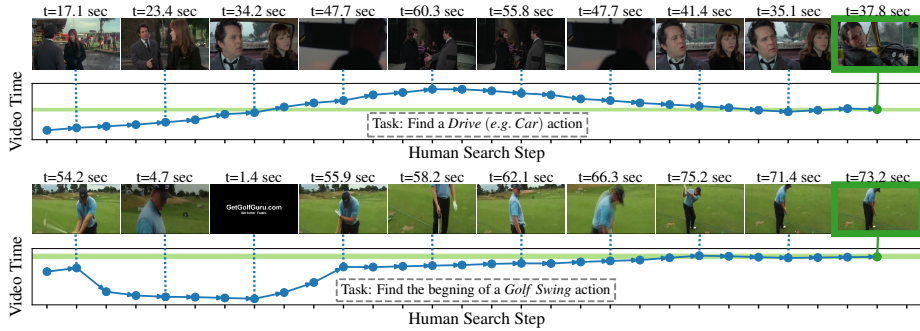 t=17.1 sec t=23.4 sec t=34.2 sec t=47.7 sec t=60.3 sec t=55.8 sec t=47.7 sec t=41.4 sec t=35.1 sec t=37.8 sec
Video Time
Task: Find a Drive (e.g. Car) action
Human Search Step
t=54.2 sec t=4.7 sec t=1.4 sec t=55.9 sec t=58.2 sec t=62.1 sec t=66.3 sec t=75.2 sec t=71.4 sec t=73.2 sec
GetGolfGuru.com
Video Time
Task: Find the begning of a Golf Swing action
Human Search Step